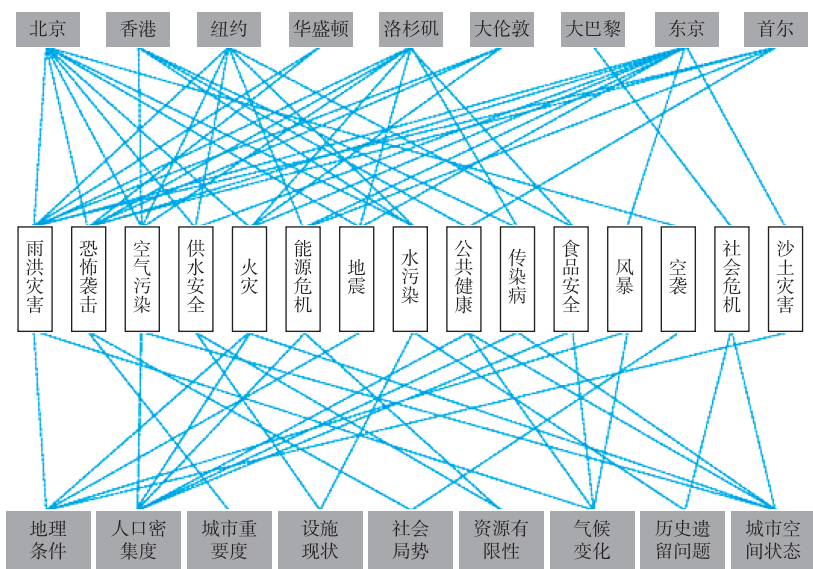 北京
香港
纽约
华盛顿
洛杉矶
大伦敦
大巴黎
东京
首尔
雨洪灾害
恐怖袭击
空气污染
供水安全
火灾
能源危机
地震
水污染
公共健康
传染病
食品安全
风暴
空袭
社会危机
沙土灾害
地理
条件
人口密
集度
城市重
要度
设施
现状
社会
局势
资源有
限性
气候
变化
历史遗
留问题
城市空
间状态